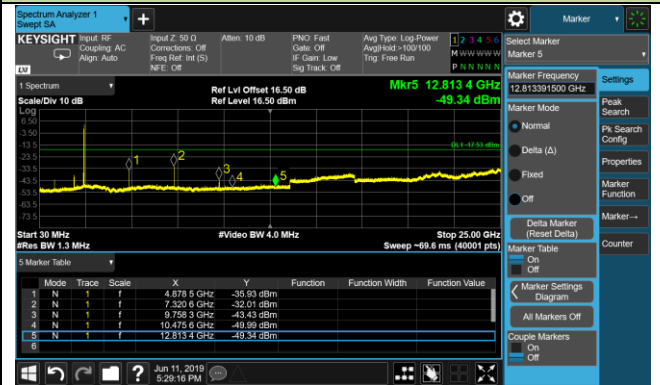 Spectrum Analyzer 1
Swept SA
+
Marker
KEYSIGHT
Input: RF
Coupling: AC
Align: Auto
Input Z: 50 Ω
Corrections: Off
Freq Ref: Int (S)
NFE: Off
Atten: 10 dB
PNO: Fast
Gate: Off
IF Gain: Low
Sig Track: Off
Avg Type: Log-Power
Avg|Hold:>100/100
Trig: Free Run
1 2 3 4 5 6
M W W W W W
P N N N N N
LXI
Select Marker
Marker 5
1 Spectrum
Scale/Div 10 dB
Log
Ref Lvl Offset 16.50 dB
Ref Level 16.50 dBm
Mkr5 12.813 4 GHz
-49.34 dBm
6.50
-3.50
-13.5
-23.5
-33.5
-43.5
-53.5
-63.5
-73.5
DL1 -17.53 dBm
1
2
3
4
5
Start 30 MHz
#Res BW 1.3 MHz
#Video BW 4.0 MHz
Stop 25.00 GHz
Sweep ~69.6 ms (40001 pts)
5 Marker Table
Mode Trace Scale X Y Function Function Width Function Value
1 N 1 f 4.878 5 GHz -35.93 dBm
2 N 1 f 7.320 6 GHz -32.01 dBm
3 N 1 f 9.758 3 GHz -43.43 dBm
4 N 1 f 10.475 6 GHz -49.99 dBm
5 N 1 f 12.813 4 GHz -49.34 dBm
6
Marker Frequency
12.813391500 GHz
Marker Mode
Normal
Delta (Δ)
Fixed
Off
Delta Marker
(Reset Delta)
Marker Table
On
Off
Marker Settings
Diagram
All Markers Off
Couple Markers
On
Off
Settings
Peak
Search
Pk Search
Config
Properties
Marker
Function
Marker→
Counter
?
Jun 11, 2019
5:29:16 PM